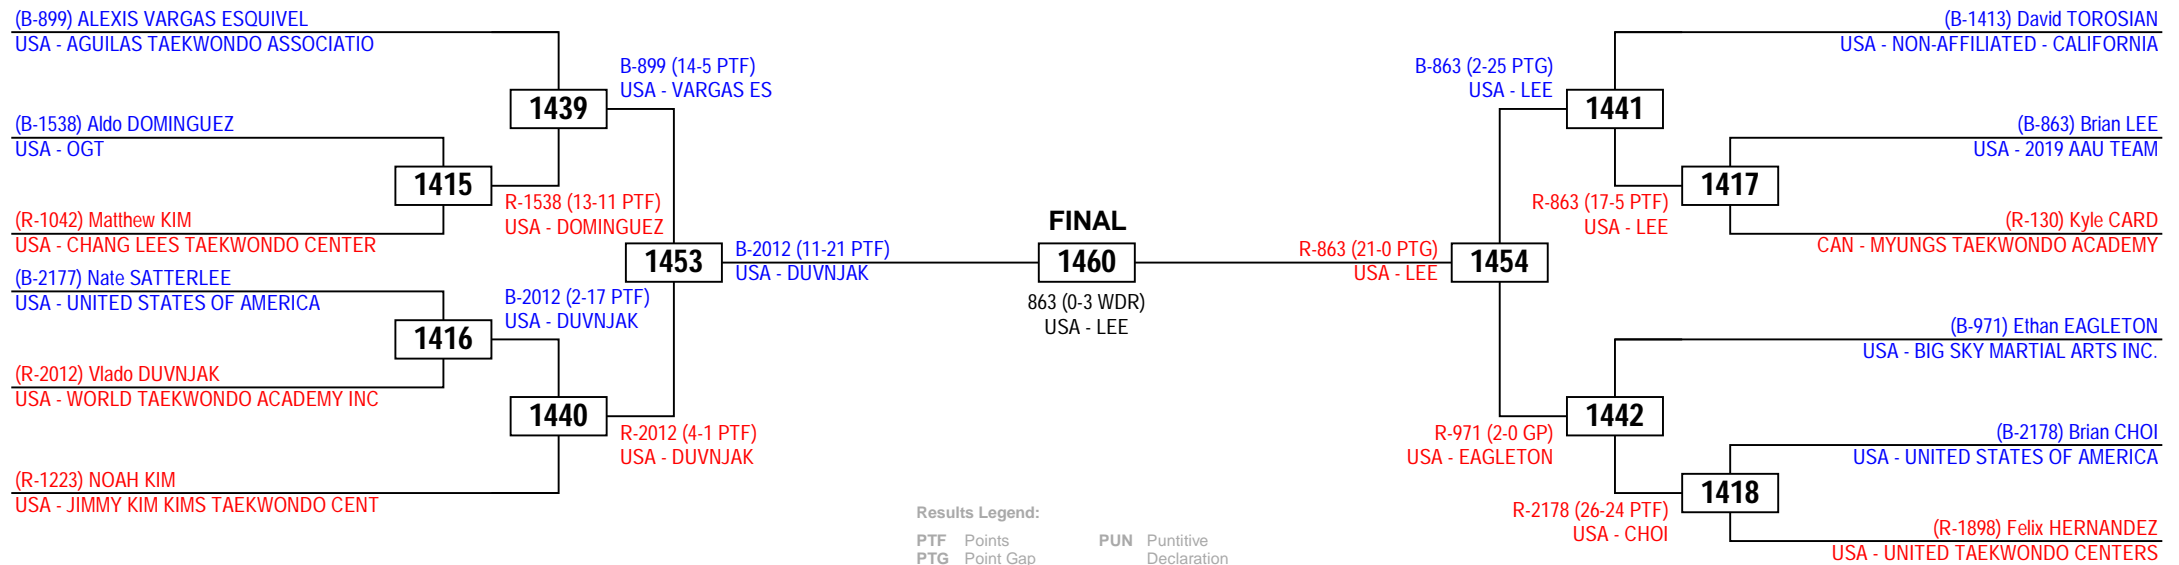 (B-899) ALEXIS VARGAS ESQUIVEL
USA - AGUILAS TAEKWONDO ASSOCIATIO
(B-1538) Aldo DOMINGUEZ
USA - OGT
(R-1042) Matthew KIM
USA - CHANG LEES TAEKWONDO CENTER
(B-2177) Nate SATTERLEE
USA - UNITED STATES OF AMERICA
(R-2012) Vlado DUVNJAK
USA - WORLD TAEKWONDO ACADEMY INC
(R-1223) NOAH KIM
USA - JIMMY KIM KIMS TAEKWONDO CENT
1415
1416
R-1538 (13-11 PTF)
USA - DOMINGUEZ
B-2012 (2-17 PTF)
USA - DUVNJAK
1439
1440
B-899 (14-5 PTF)
USA - VARGAS ES
R-2012 (4-1 PTF)
USA - DUVNJAK
1453
B-2012 (11-21 PTF)
USA - DUVNJAK
FINAL
1460
863 (0-3 WDR)
USA - LEE
R-863 (21-0 PTG)
USA - LEE
1454
B-863 (2-25 PTG)
USA - LEE
R-971 (2-0 GP)
USA - EAGLETON
1441
1442
R-863 (17-5 PTF)
USA - LEE
R-2178 (26-24 PTF)
USA - CHOI
1417
1418
(B-1413) David TOROSIAN
USA - NON-AFFILIATED - CALIFORNIA
(B-863) Brian LEE
USA - 2019 AAU TEAM
(R-130) Kyle CARD
CAN - MYUNGS TAEKWONDO ACADEMY
(B-971) Ethan EAGLETON
USA - BIG SKY MARTIAL ARTS INC.
(B-2178) Brian CHOI
USA - UNITED STATES OF AMERICA
(R-1898) Felix HERNANDEZ
USA - UNITED TAEKWONDO CENTERS
Results Legend:
PTF Points
PTG Point Gap
PUN Puntitive
Declaration